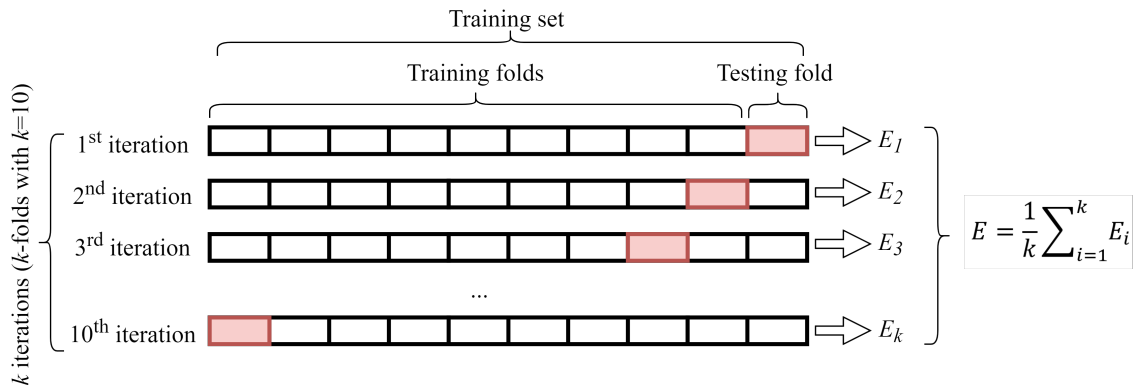 Training set
Training folds
Testing fold
k iterations (k-folds with k=10)
1st iteration
E1
2nd iteration
E2
3rd iteration
E3
...
10th iteration
Ek
E = 1/k ∑ i=1 k Ei